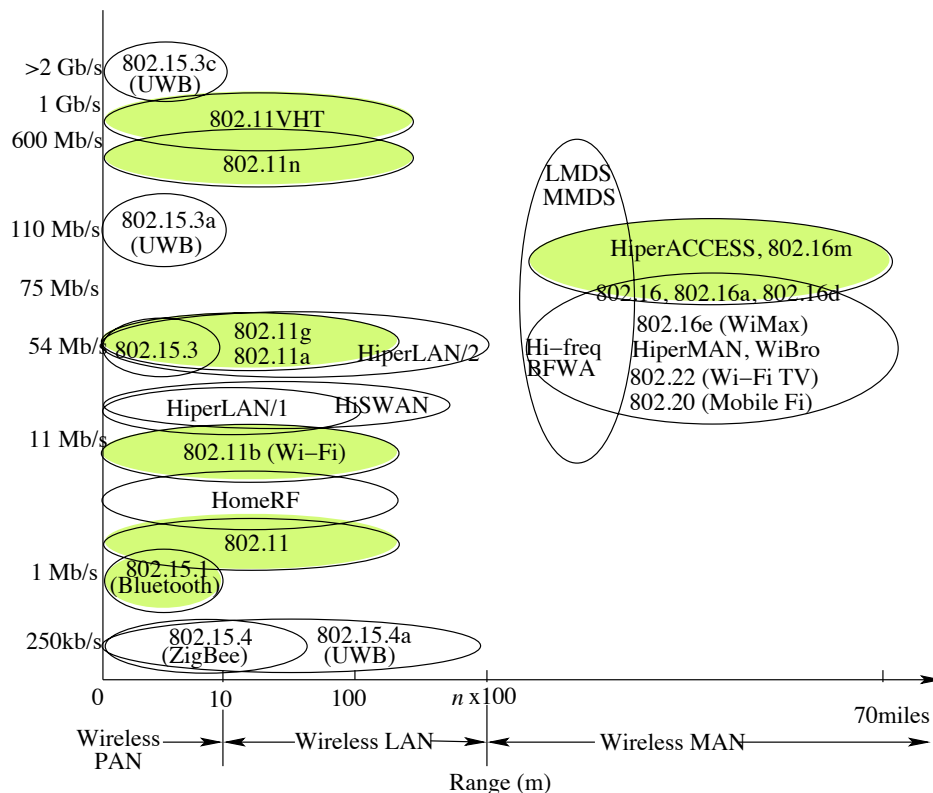 >2 Gb/s
802.15.3c
(UWB)
1 Gb/s
802.11VHT
600 Mb/s
802.11n
LMDS
MMDS
110 Mb/s
802.15.3a
(UWB)
HiperACCESS, 802.16m
75 Mb/s
802.16, 802.16a, 802.16d
54 Mb/s
802.15.3
802.11g
802.11a
HiperLAN/2
Hi−freq
BFWA
802.16e (WiMax)
HiperMAN, WiBro
802.22 (Wi−Fi TV)
802.20 (Mobile Fi)
HiperLAN/1
HiSWAN
11 Mb/s
802.11b (Wi−Fi)
HomeRF
802.11
1 Mb/s
802.15.1
(Bluetooth)
250kb/s
802.15.4
(ZigBee)
802.15.4a
(UWB)
0
10
100
n x100
70miles
Wireless
PAN
Wireless LAN
Wireless MAN
Range (m)